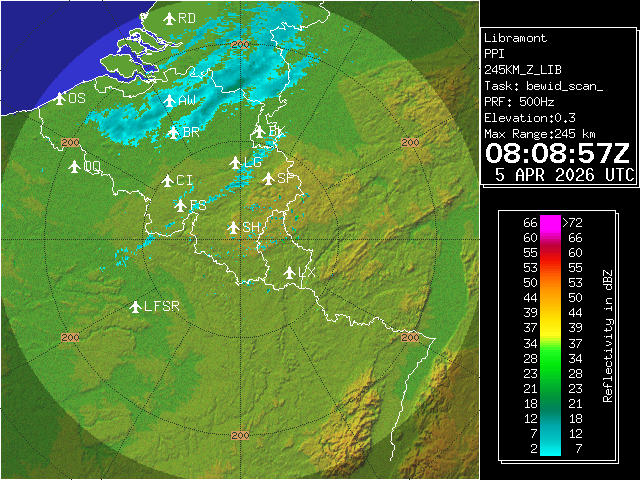 RD
200
OS
AW
BR
BK
200
200
QQ
LG
CI
SP
FS
SH
LX
LFSR
200
200
200
Libramont
PPI
245KM_Z_LIB
Task: bewid_scan_
PRF: 500Hz
Elevation:0.3
Max Range:245 km
08:08:57Z
5 APR 2026 UTC
66 >72
60 66
55 60
53 55
50 53
44 50
39 44
37 39
34 37
28 34
23 28
21 23
18 21
12 18
7 12
2 7
Reflectivity in dBZ